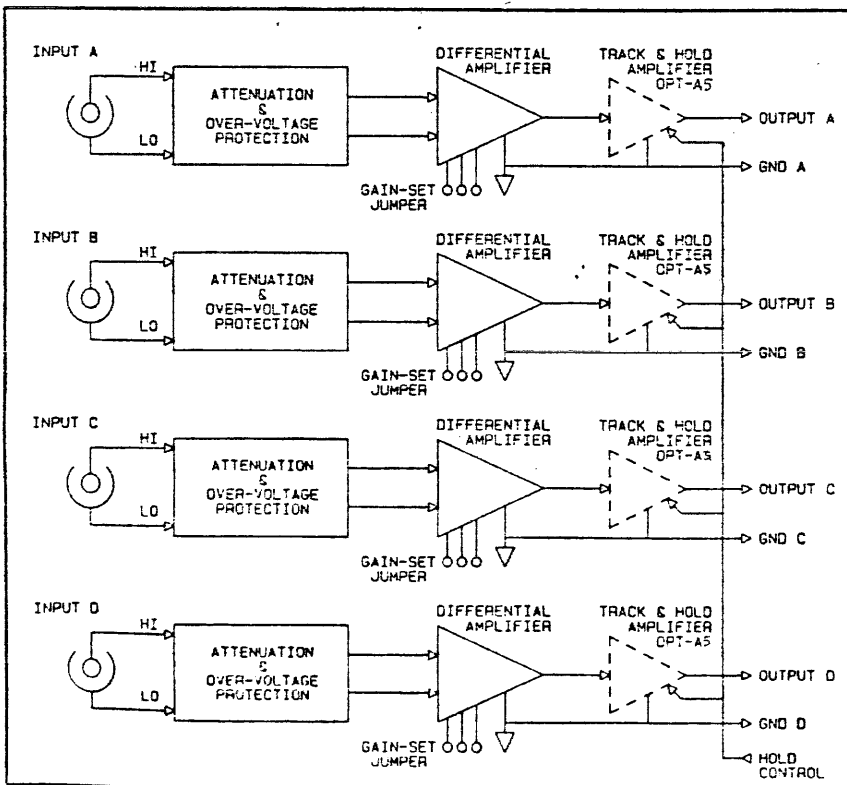 INPUT A
HI
LO
ATTENUATION
&
OVER-VOLTAGE
PROTECTION
DIFFERENTIAL
AMPLIFIER
GAIN-SET
JUMPER
TRACK & HOLD
AMPLIFIER
OPT-A5
OUTPUT A
GND A
INPUT B
HI
LO
ATTENUATION
&
OVER-VOLTAGE
PROTECTION
DIFFERENTIAL
AMPLIFIER
GAIN-SET
JUMPER
TRACK & HOLD
AMPLIFIER
OPT-A5
OUTPUT B
GND B
INPUT C
HI
LO
ATTENUATION
&
OVER-VOLTAGE
PROTECTION
DIFFERENTIAL
AMPLIFIER
GAIN-SET
JUMPER
TRACK & HOLD
AMPLIFIER
OPT-A5
OUTPUT C
GND C
INPUT D
HI
LO
ATTENUATION
&
OVER-VOLTAGE
PROTECTION
DIFFERENTIAL
AMPLIFIER
GAIN-SET
JUMPER
TRACK & HOLD
AMPLIFIER
OPT-A5
OUTPUT D
GND D
HOLD
CONTROL